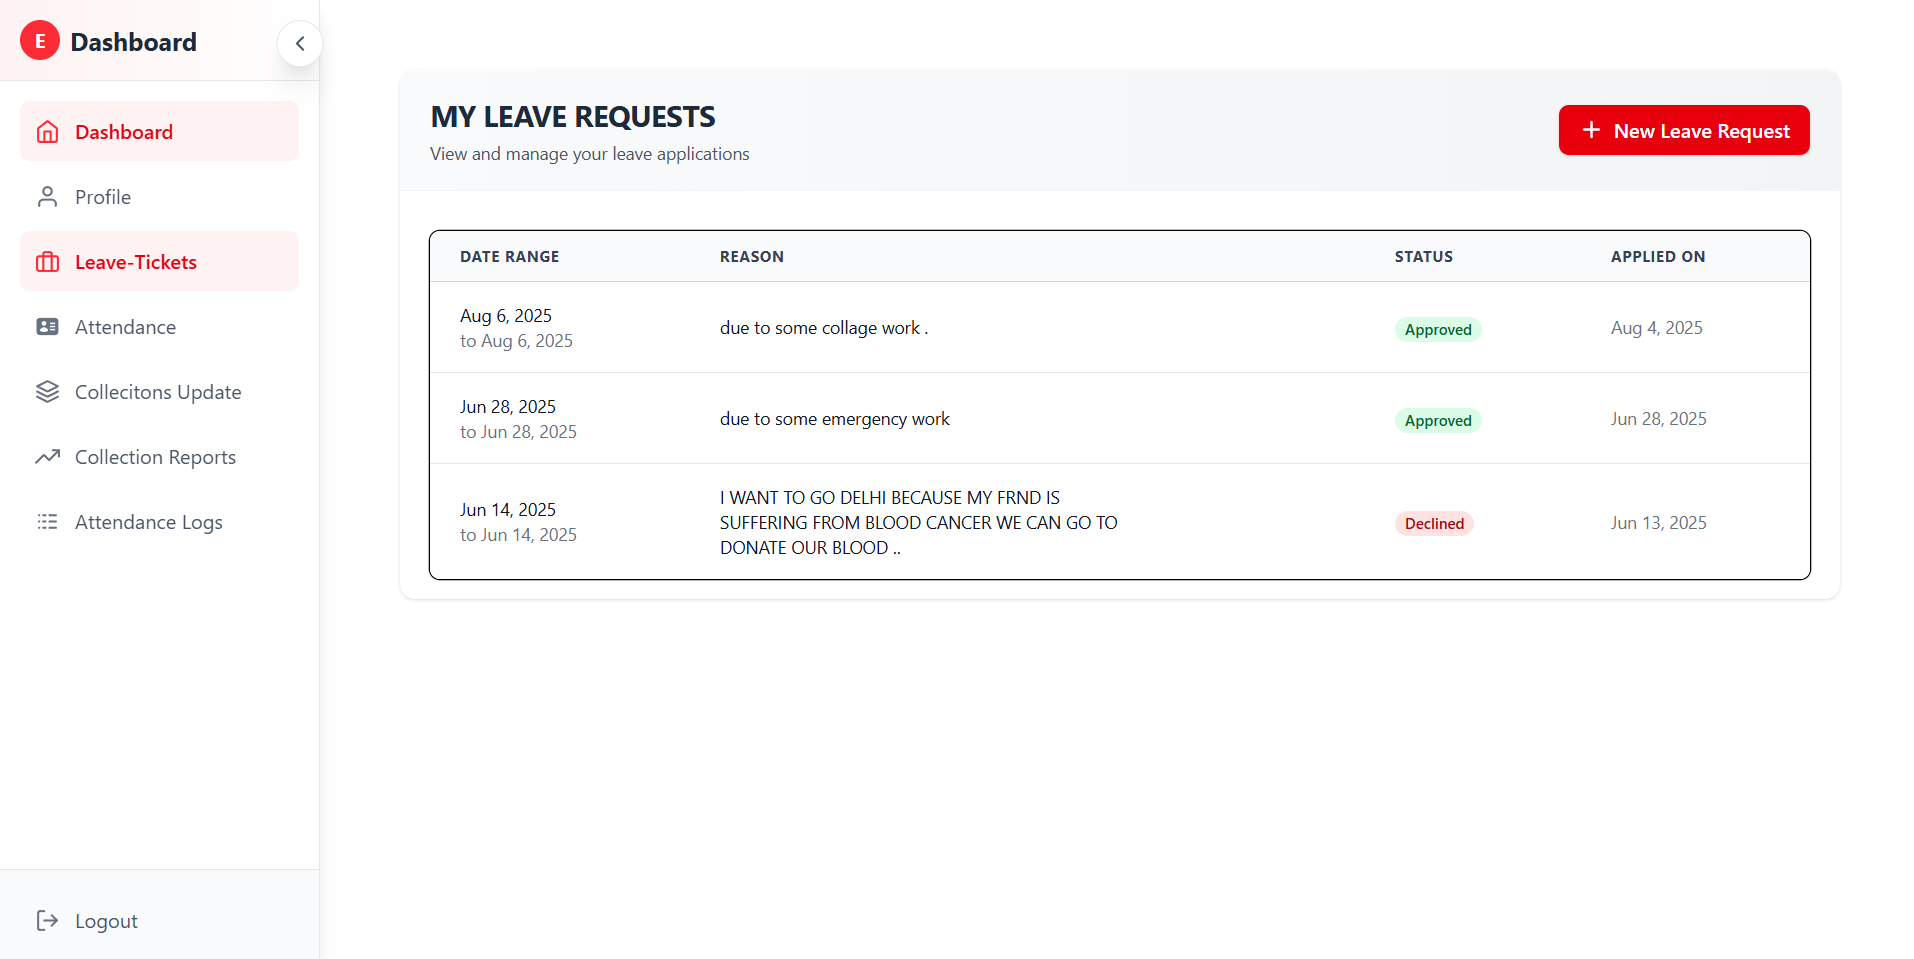 E
Dashboard
Dashboard
Profile
Leave-Tickets
Attendance
Collecitons Update
Collection Reports
Attendance Logs
Logout
MY LEAVE REQUESTS
View and manage your leave applications
New Leave Request
DATE RANGE REASON STATUS APPLIED ON
Aug 6, 2025
to Aug 6, 2025
due to some collage work .
Approved
Aug 4, 2025
Jun 28, 2025
to Jun 28, 2025
due to some emergency work
Approved
Jun 28, 2025
Jun 14, 2025
to Jun 14, 2025
I WANT TO GO DELHI BECAUSE MY FRND IS
SUFFERING FROM BLOOD CANCER WE CAN GO TO
DONATE OUR BLOOD ..
Declined
Jun 13, 2025